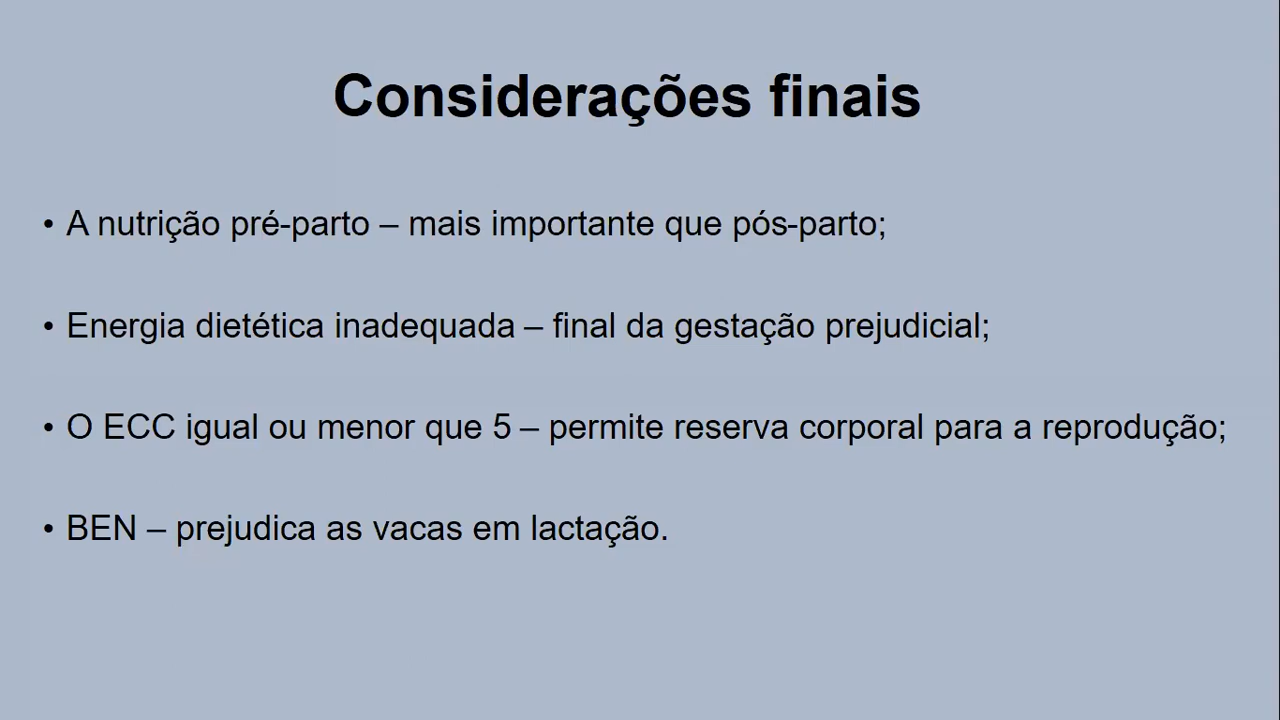 Considerações finais
• A nutrição pré-parto – mais importante que pós-parto;
• Energia dietética inadequada – final da gestação prejudicial;
• O ECC igual ou menor que 5 – permite reserva corporal para a reprodução;
• BEN – prejudica as vacas em lactação.